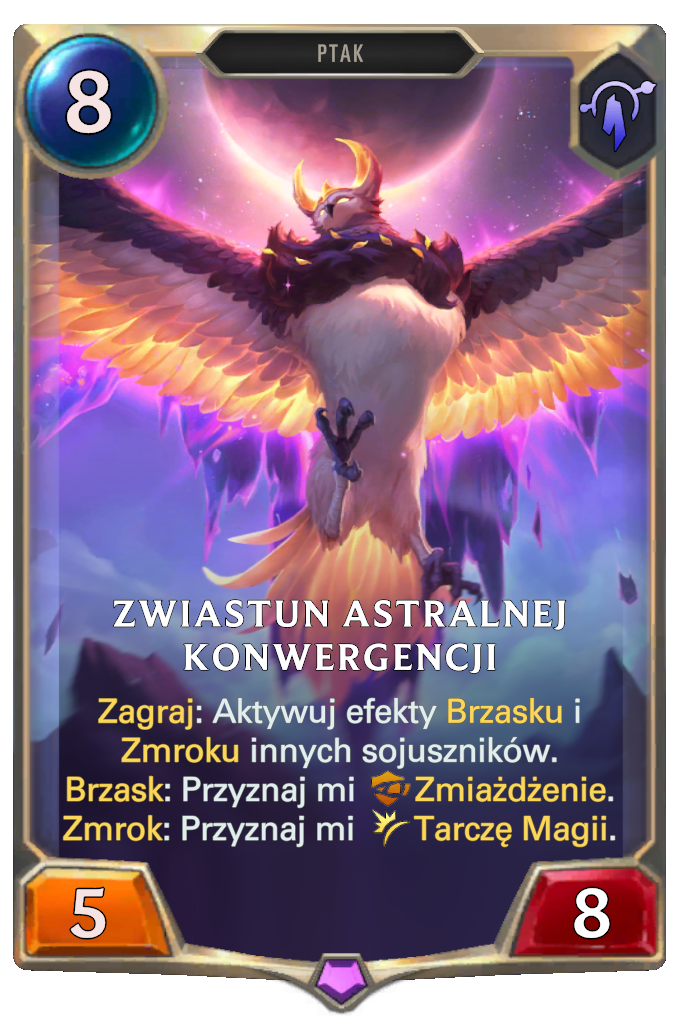 8
PTAK
ZWIASTUN ASTRALNEJ
KONWERGENCJI
Zagraj: Aktywuj efekty Brzasku i
Zmroku innych sojuszników.
Brzask: Przyznaj mi Zmiażdżenie.
Zmrok: Przyznaj mi Tarczę Magii.
5
8